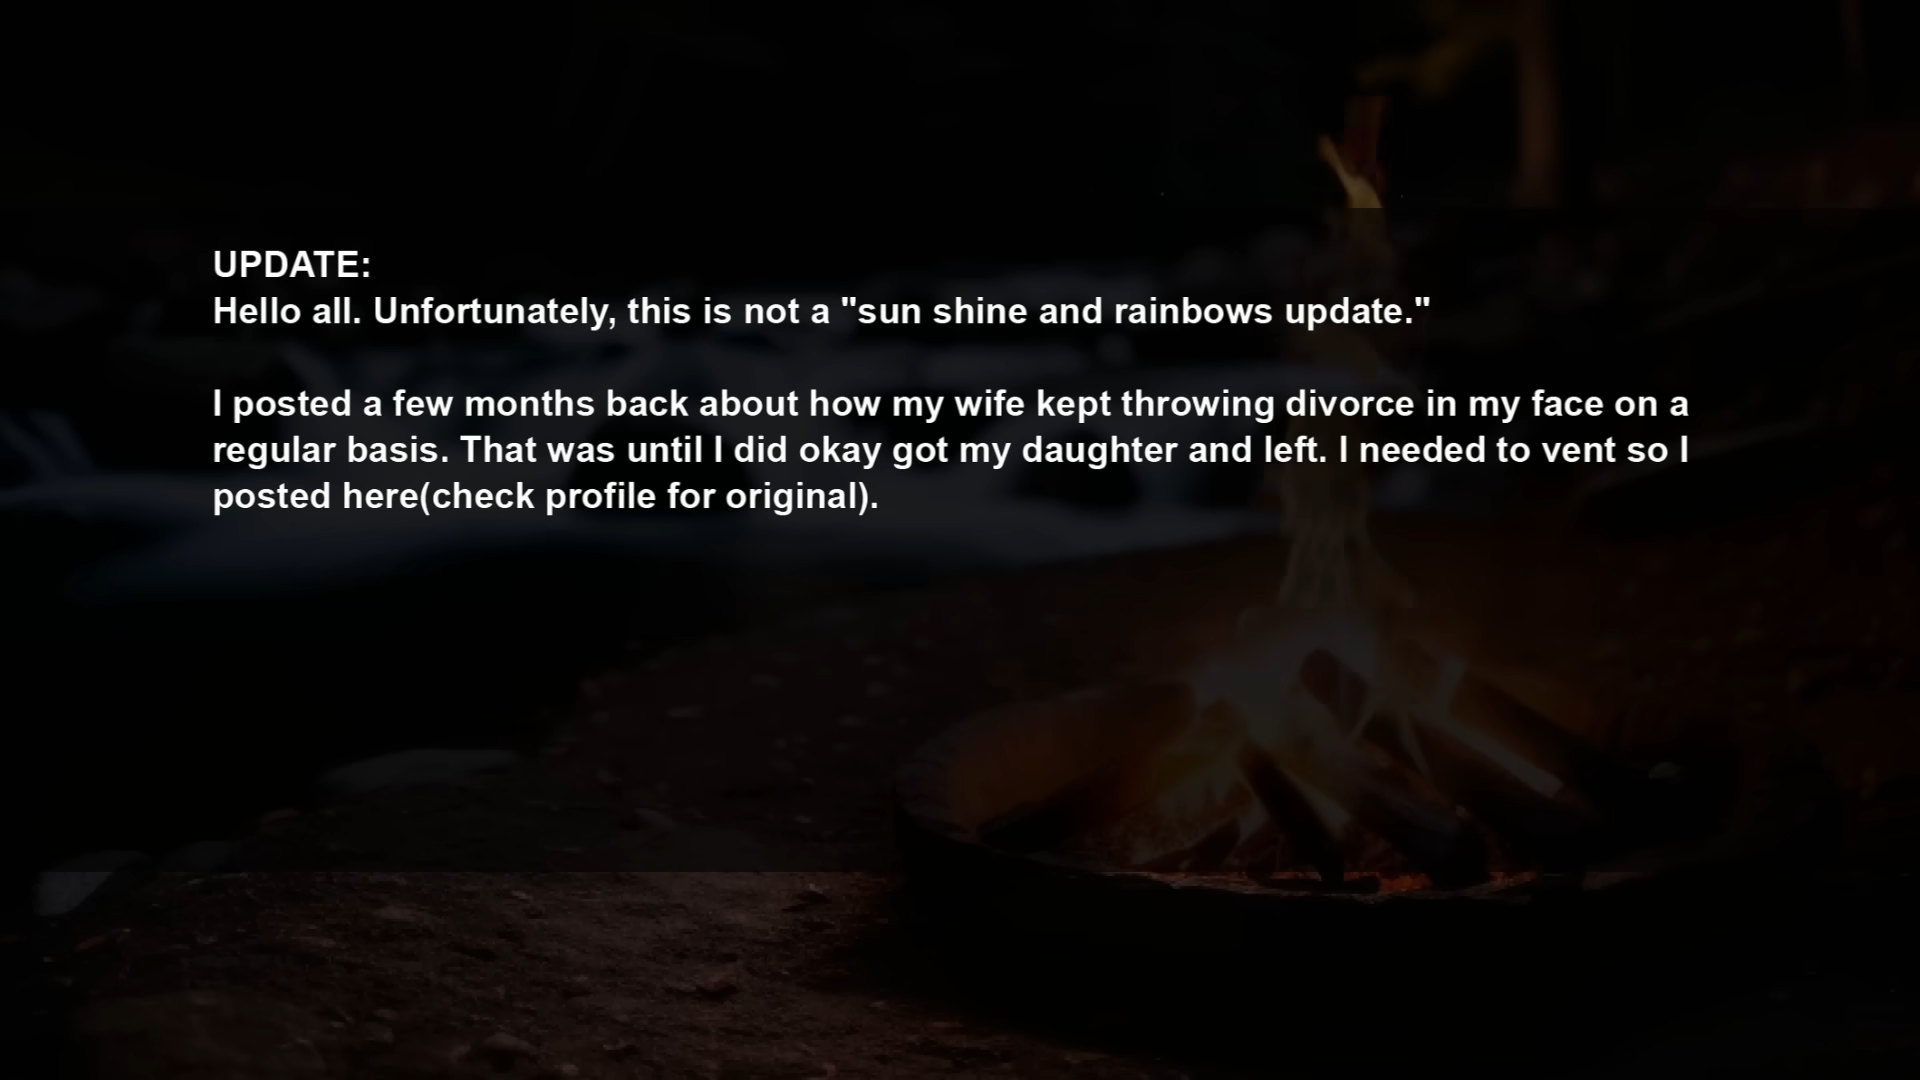 UPDATE:
Hello all. Unfortunately, this is not a "sun shine and rainbows update."
I posted a few months back about how my wife kept throwing divorce in my face on a
regular basis. That was until I did okay got my daughter and left. I needed to vent so I
posted here(check profile for original).